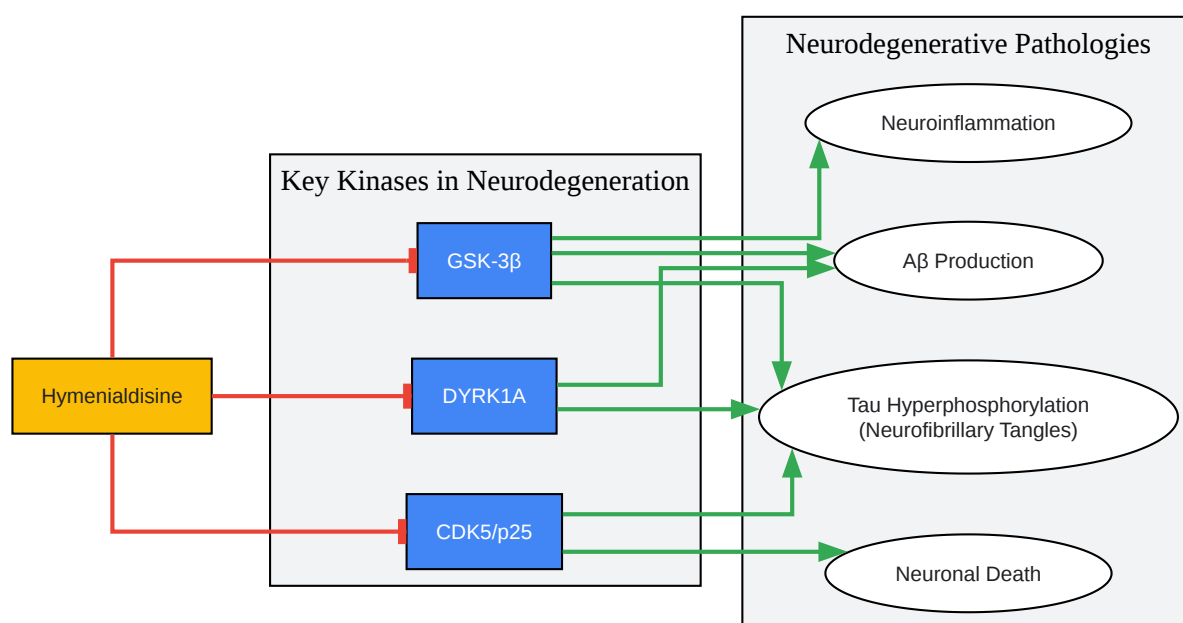 Neurodegenerative Pathologies
Neuroinflammation
Key Kinases in Neurodegeneration
GSK-3β
Aβ Production
Hymenialdisine
DYRK1A
Tau Hyperphosphorylation
(Neurofibrillary Tangles)
CDK5/p25
Neuronal Death